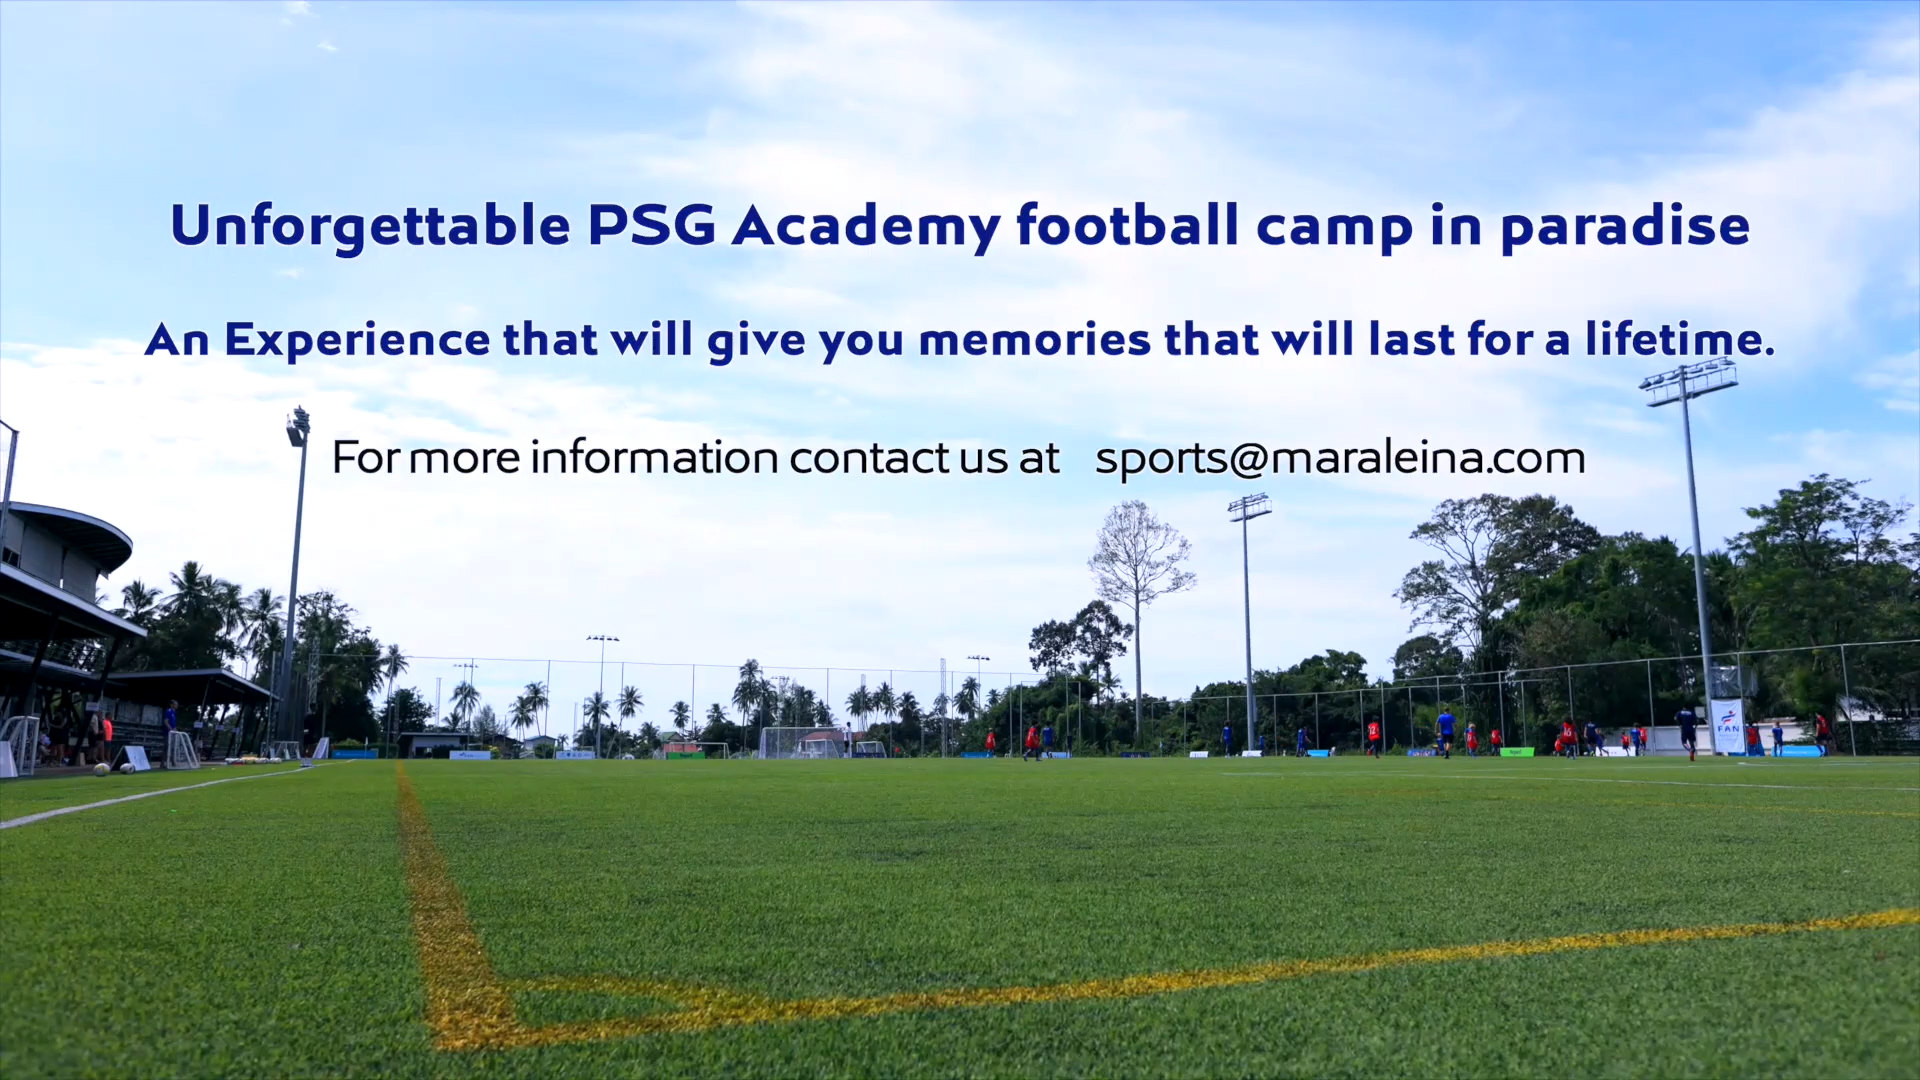 Unforgettable PSG Academy football camp in paradise
An Experience that will give you memories that will last for a lifetime.
For more information contact us at sports@maraleina.com
FAN